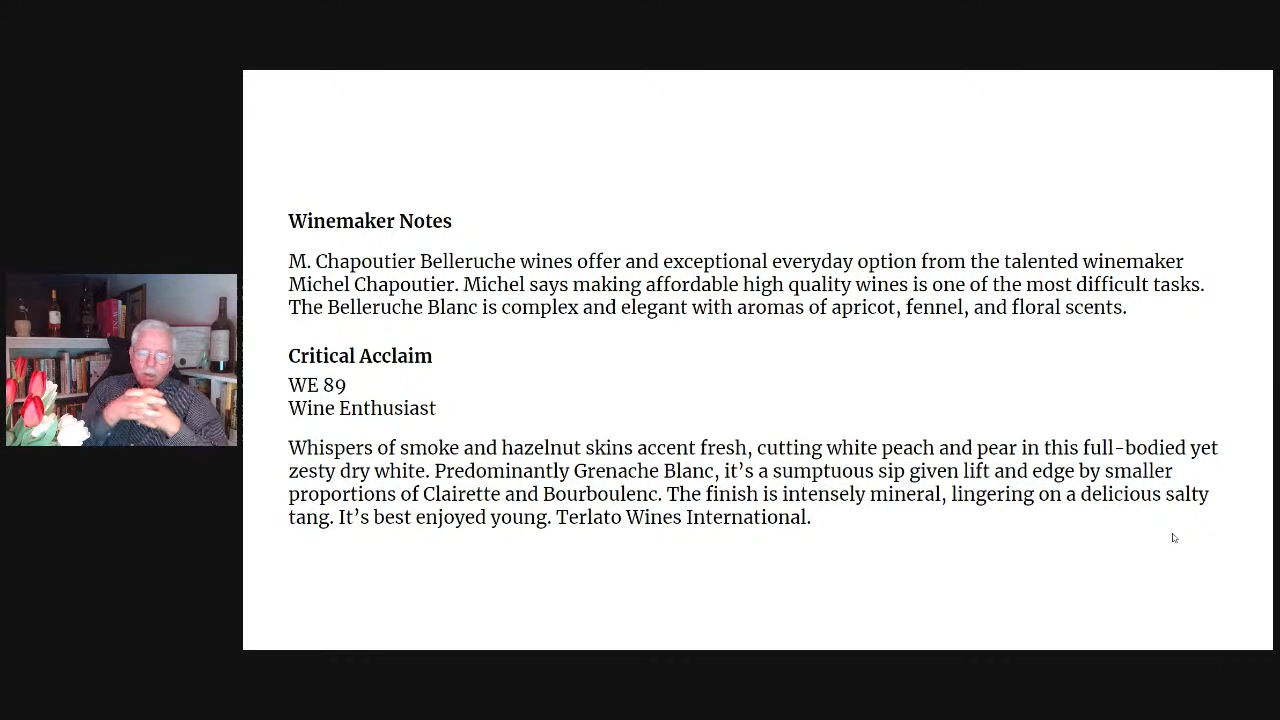 Winemaker Notes
M. Chapoutier Belleruche wines offer and exceptional everyday option from the talented winemaker
Michel Chapoutier. Michel says making affordable high quality wines is one of the most difficult tasks.
The Belleruche Blanc is complex and elegant with aromas of apricot, fennel, and floral scents.
Critical Acclaim
WE 89
Wine Enthusiast
Whispers of smoke and hazelnut skins accent fresh, cutting white peach and pear in this full-bodied yet
zesty dry white. Predominantly Grenache Blanc, it’s a sumptuous sip given lift and edge by smaller
proportions of Clairette and Bourboulenc. The finish is intensely mineral, lingering on a delicious salty
tang. It’s best enjoyed young. Terlato Wines International.